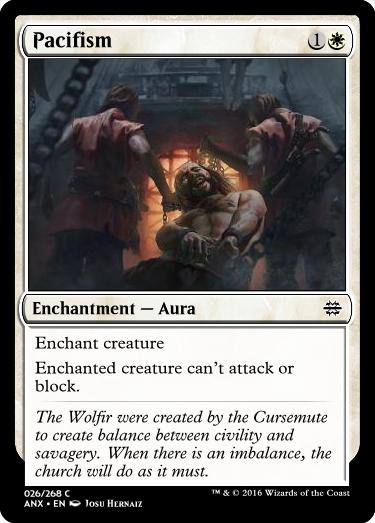 Pacifism
1
Enchantment — Aura
Enchant creature
Enchanted creature can't attack or
block.
The Wolfir were created by the Cursemute
to create balance between civility and
savagery. When there is an imbalance, the
church will do as it must.
026/268 C
ANX • EN Josu Hernaiz
™ & © 2016 Wizards of the Coast